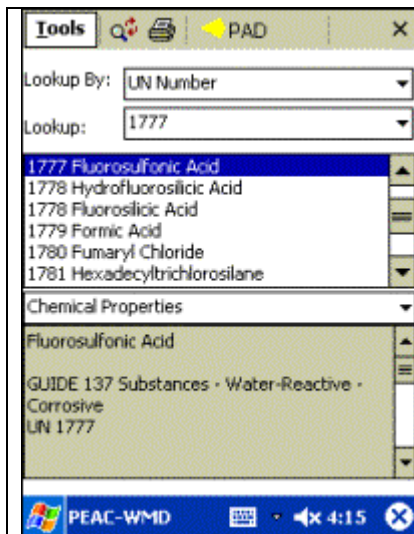 Tools PAD
Lookup By: UN Number
Lookup: 1777
1777 Fluorosulfonic Acid
1778 Hydrofluorosilicic Acid
1778 Fluorosilicic Acid
1779 Formic Acid
1780 Fumaryl Chloride
1781 Hexadecyltrichlorosilane
Chemical Properties
Fluorosulfonic Acid
GUIDE 137 Substances - Water-Reactive -
Corrosive
UN 1777
PEAC-WMD 4:15